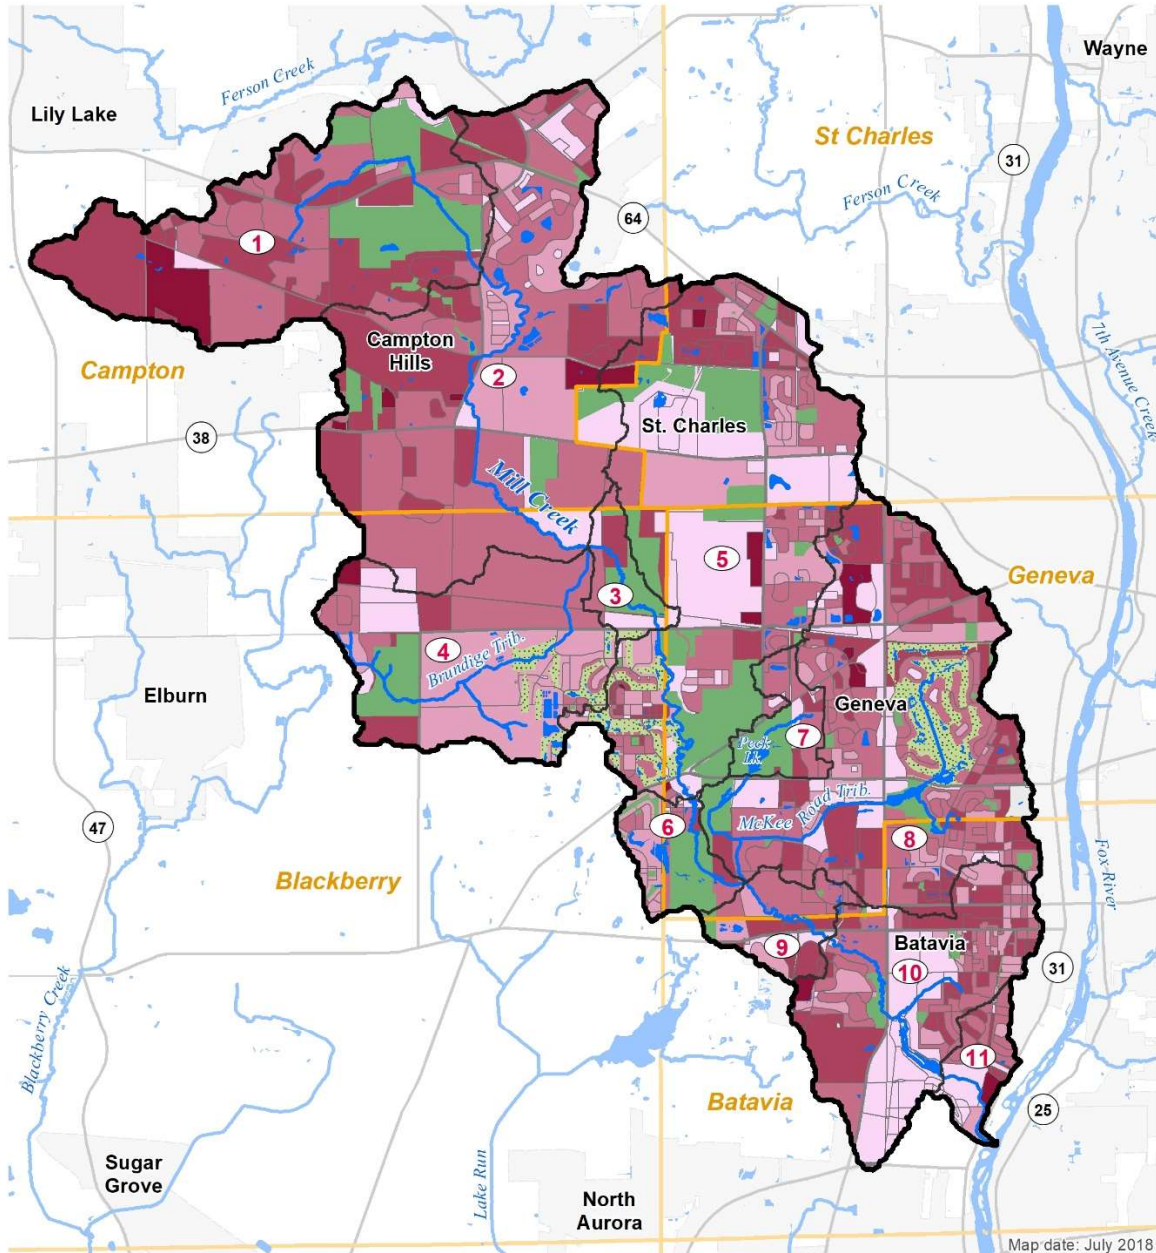 Wayne
Ferson Creek
Lily Lake
St Charles
31
Ferson Creek
64
1
7th Avenue Creek
Campton
Hills
Campton
2
St. Charles
38
Mill Creek
5
Geneva
3
4
Brundige Trib.
Elburn
Geneva
7
Peck
Lk.
McKee Road Trib.
47
6
8
Blackberry
Fox River
9
Batavia
10
31
Blackberry Creek
11
Batavia
25
Sugar
Grove
Lake Run
North
Aurora
Map date: July 2018